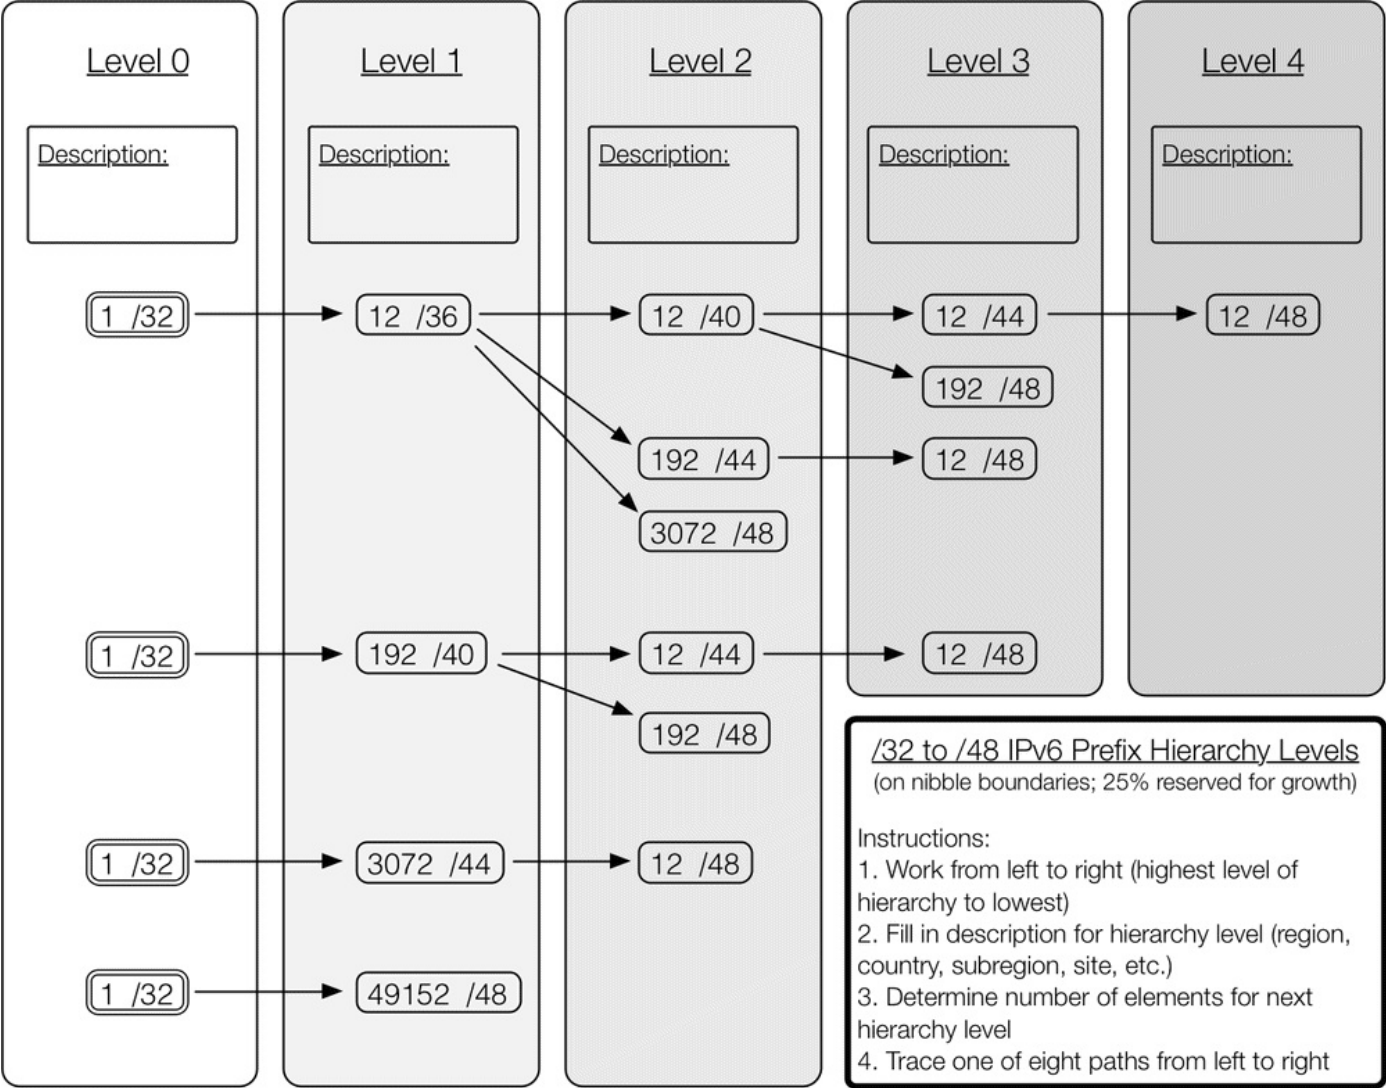 Level 0
Level 1
Level 2
Level 3
Level 4
Description:
Description:
Description:
Description:
Description:
1 /32
12 /36
12 /40
12 /44
12 /48
192 /48
192 /44
12 /48
3072 /48
1 /32
192 /40
12 /44
12 /48
192 /48
1 /32
3072 /44
12 /48
1 /32
49152 /48
/32 to /48 IPv6 Prefix Hierarchy Levels
(on nibble boundaries; 25% reserved for growth)
Instructions:
1. Work from left to right (highest level of
hierarchy to lowest)
2. Fill in description for hierarchy level (region,
country, subregion, site, etc.)
3. Determine number of elements for next
hierarchy level
4. Trace one of eight paths from left to right